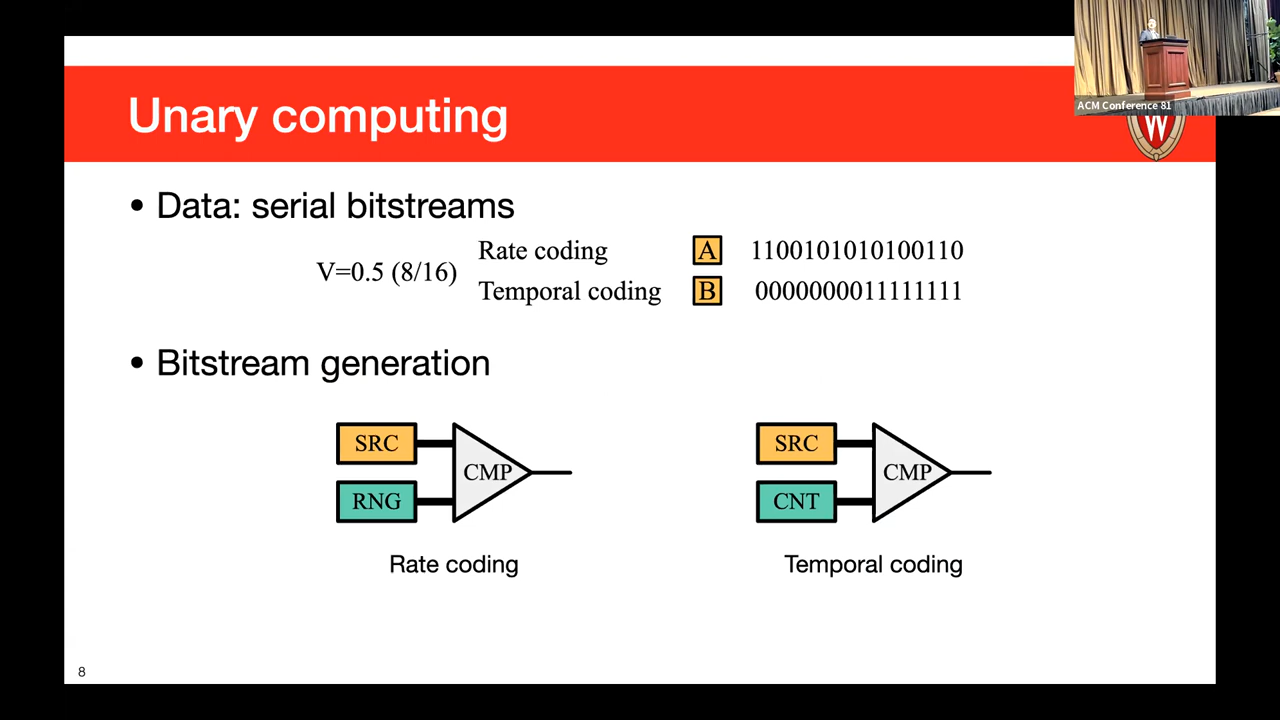 ACM Conference 81
Unary computing
W
• Data: serial bitstreams
V=0.5 (8/16)
Rate coding A 1100101010100110
Temporal coding B 0000000011111111
• Bitstream generation
SRC
RNG
CMP
Rate coding
SRC
CNT
CMP
Temporal coding
8